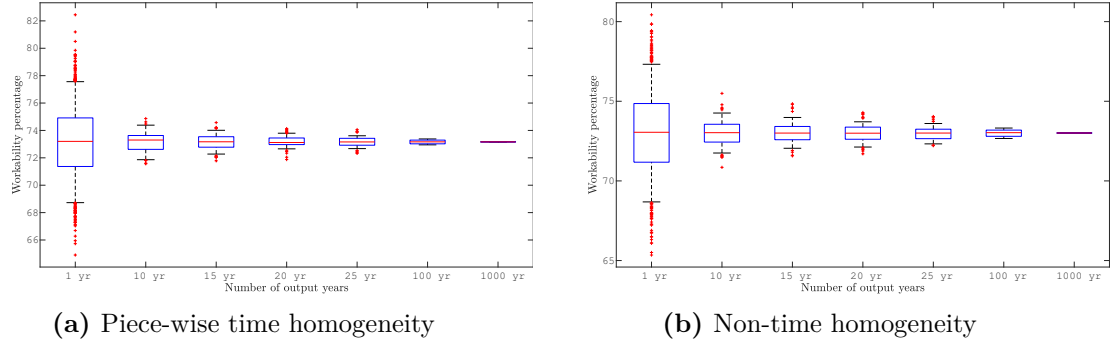 82
80
78
76
74
72
70
68
66
Workability percentage
1 yr 10 yr 15 yr 20 yr 25 yr 100 yr 1000 yr
Number of output years
(a) Piece-wise time homogeneity
80
75
70
65
Workability percentage
1 yr 10 yr 15 yr 20 yr 25 yr 100 yr 1000 yr
Number of output years
(b) Non-time homogeneity